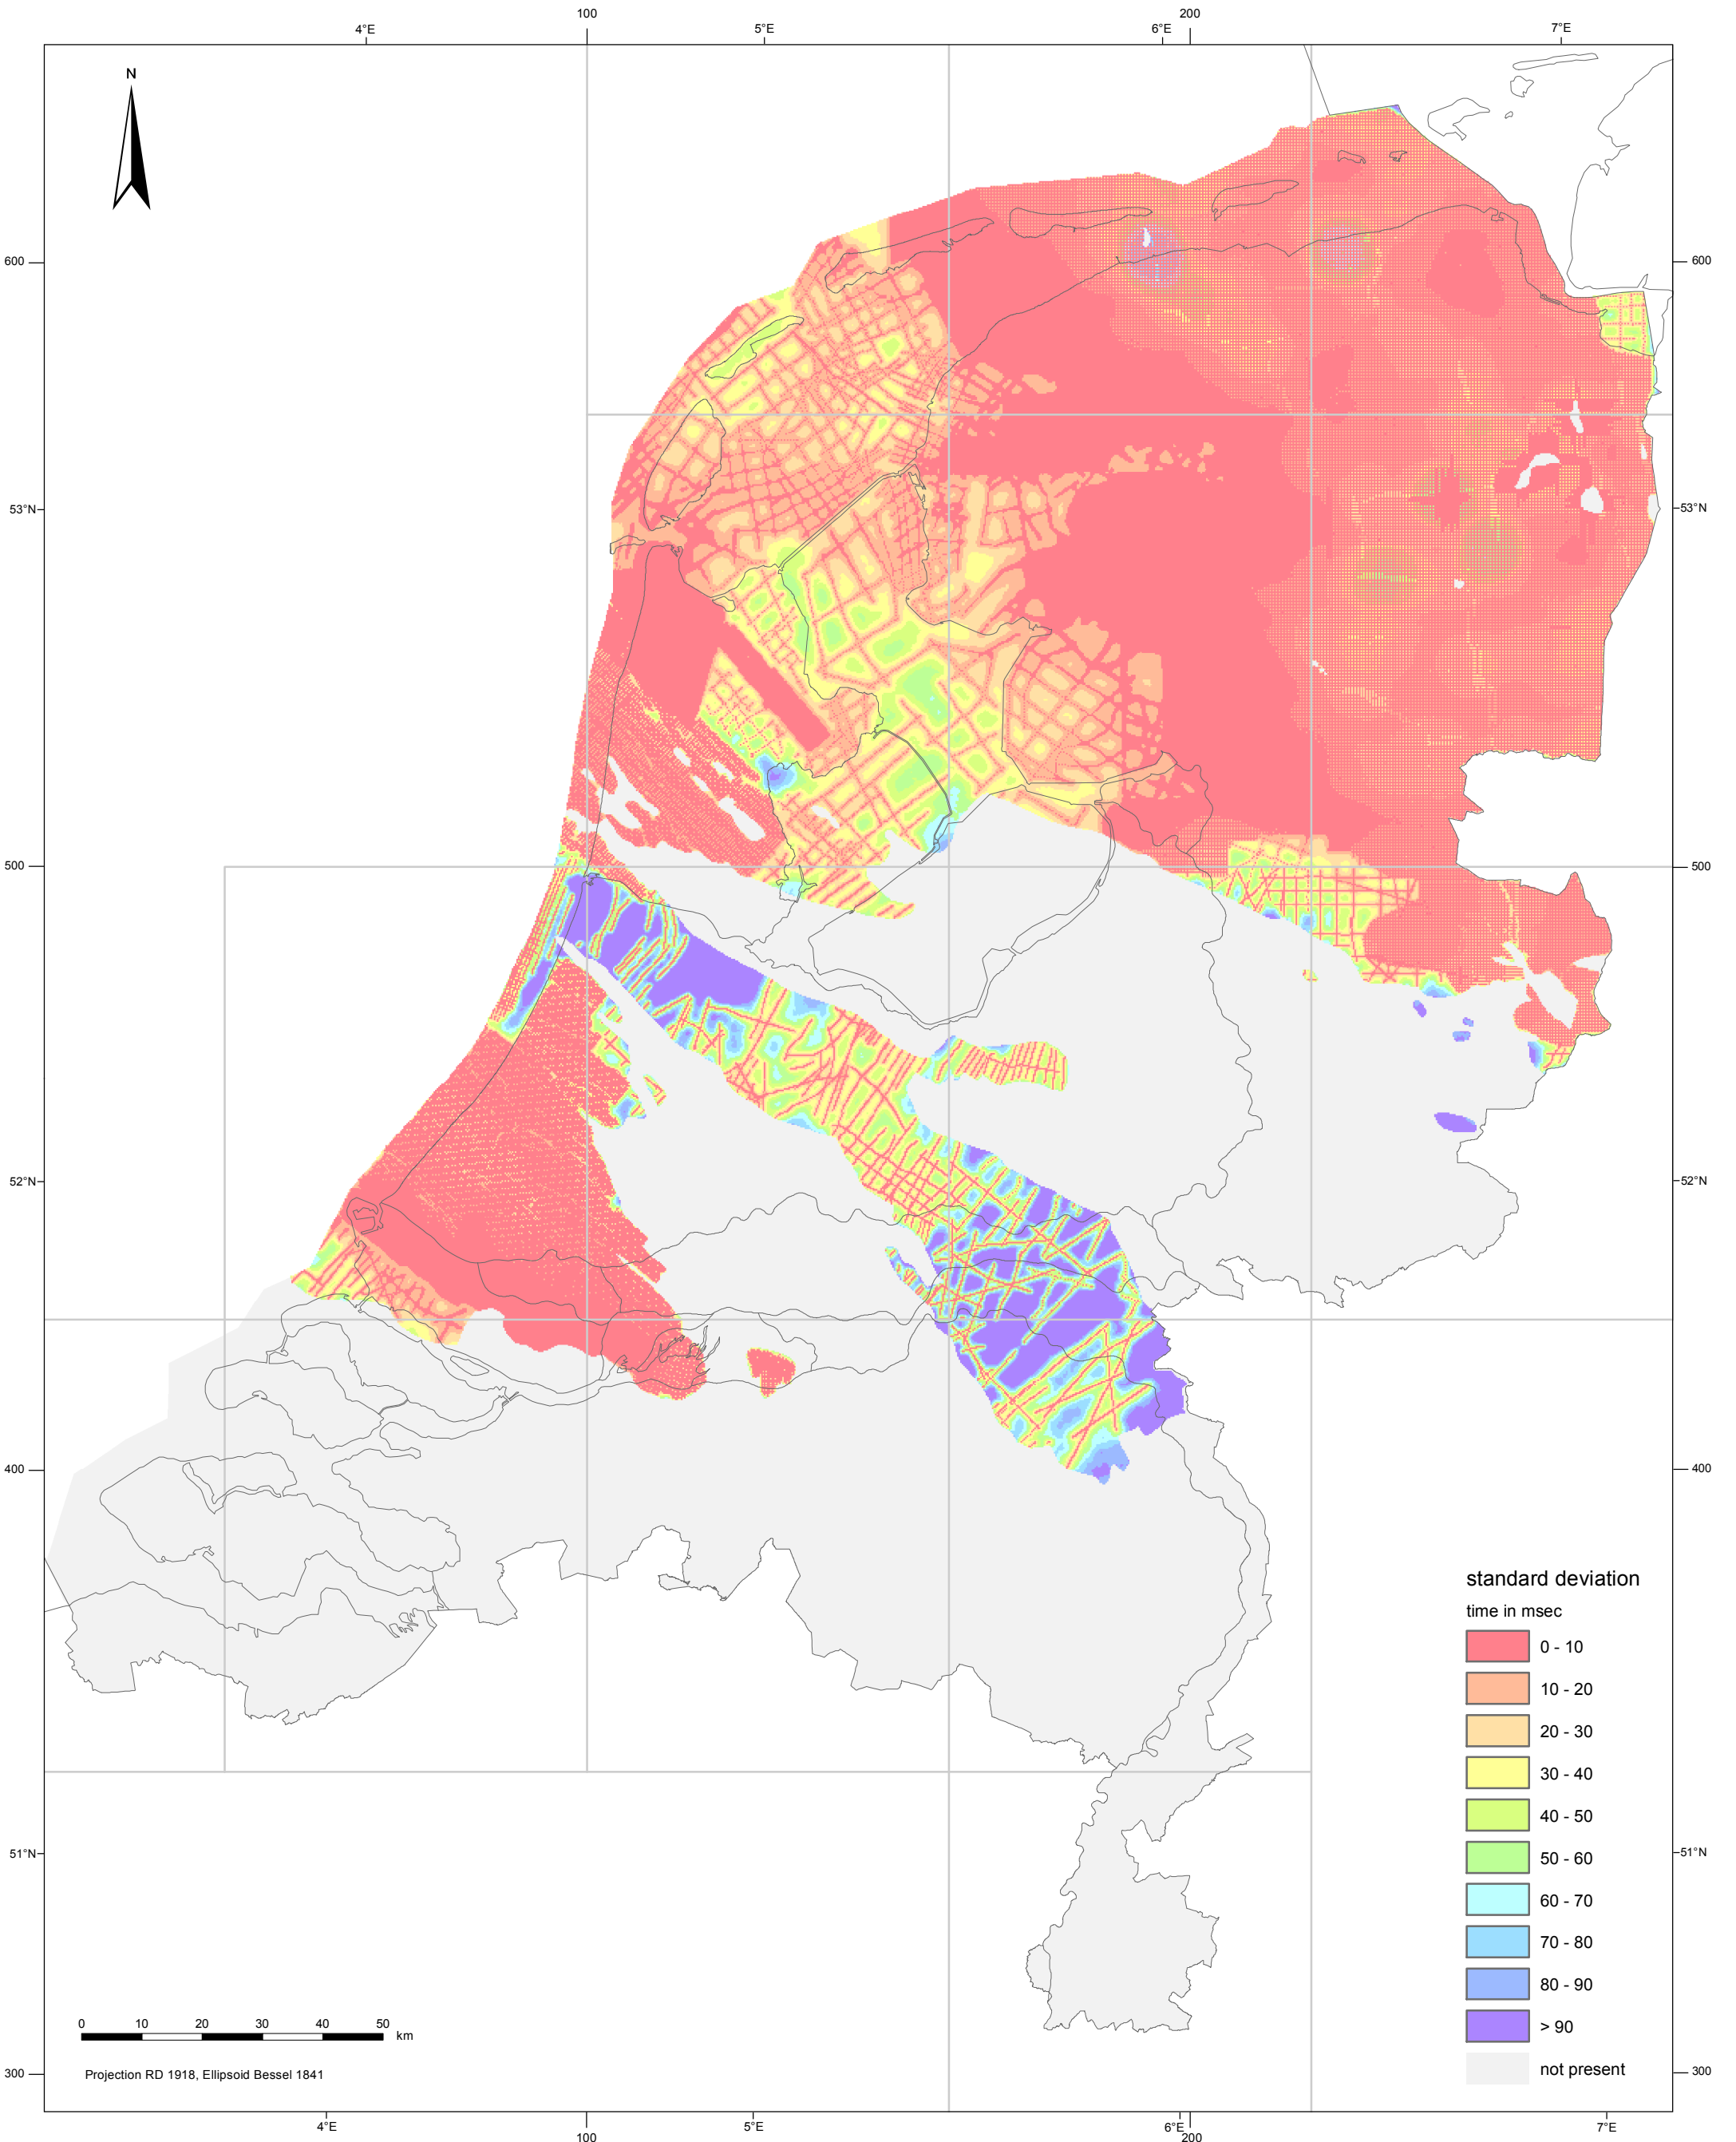 100 200
4°E 5°E 6°E 7°E
N
600 600
53°N 53°N
500 500
52°N 52°N
400 400
standard deviation
time in msec
0 - 10
10 - 20
20 - 30
30 - 40
40 - 50
50 - 60
60 - 70
70 - 80
80 - 90
> 90
not present
51°N 51°N
0 10 20 30 40 50 km
Projection RD 1918, Ellipsoid Bessel 1841
300 300
4°E 5°E 6°E 7°E
100 200